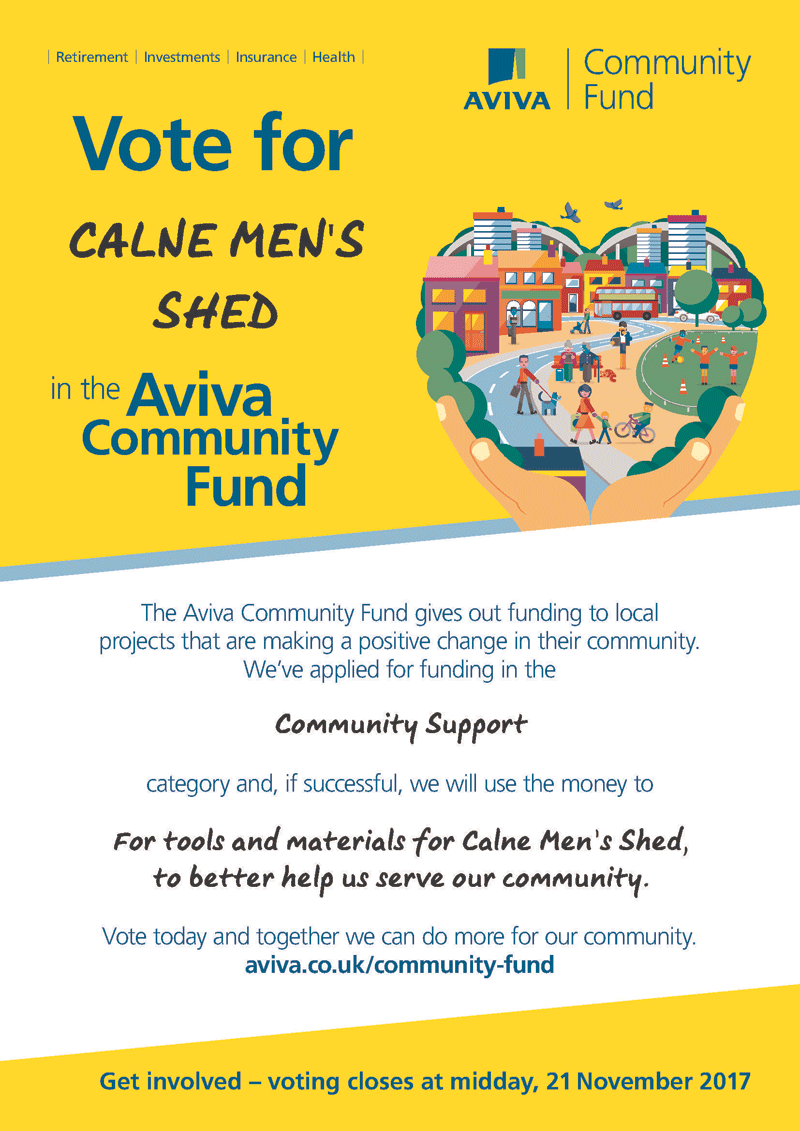 | Retirement | Investments | Insurance | Health |
AVIVA
Community
Fund
Vote for
CALNE MEN'S
SHED
in the Aviva
Community
Fund
The Aviva Community Fund gives out funding to local
projects that are making a positive change in their community.
We've applied for funding in the
Community Support
category and, if successful, we will use the money to
For tools and materials for Calne Men's Shed,
to better help us serve our community.
Vote today and together we can do more for our community.
aviva.co.uk/community-fund
Get involved – voting closes at midday, 21 November 2017